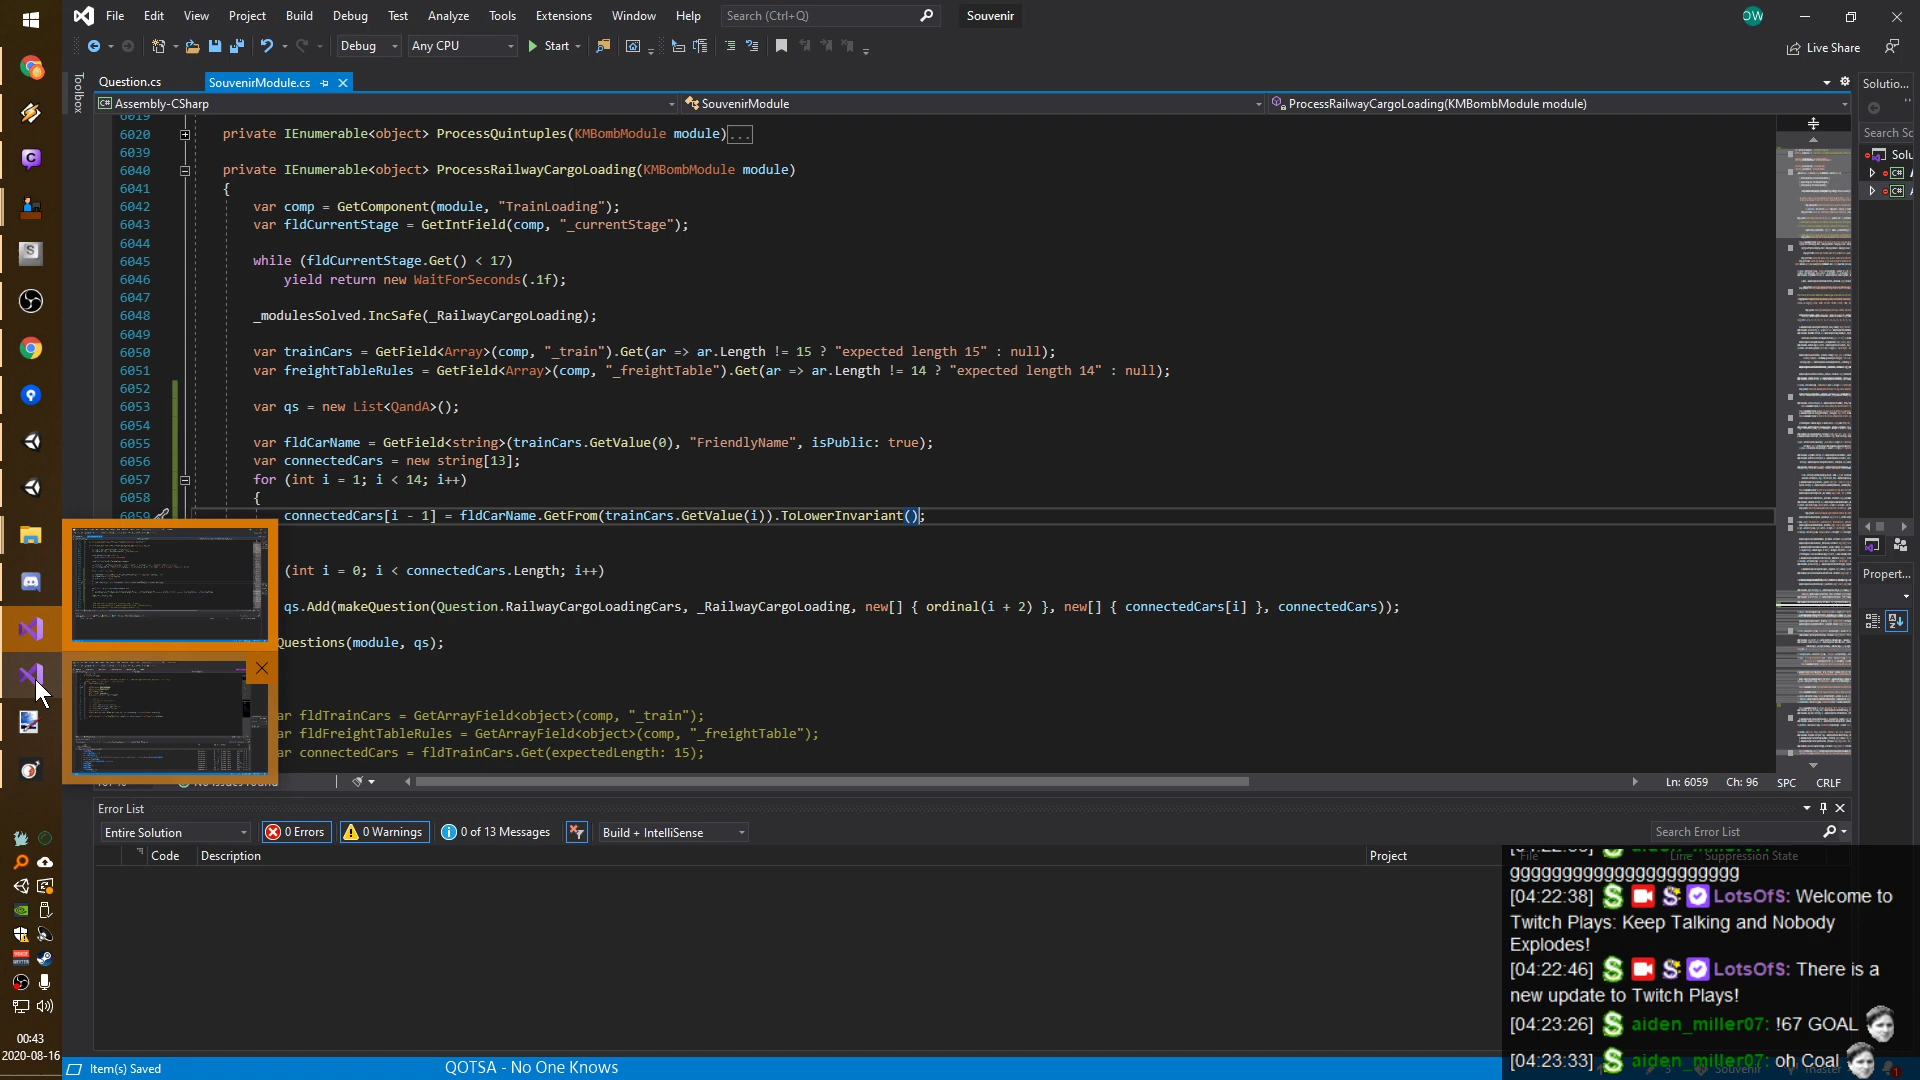 File Edit View Project Build Debug Test Analyze Tools Extensions Window Help Search (Ctrl+Q) Souvenir OW
Debug Any CPU Start Live Share
Toolbox
Question.cs SouvenirModule.cs
Solutio...
C# Assembly-CSharp SouvenirModule ProcessRailwayCargoLoading(KMBombModule module)
Search So
Solu
6019
6020 private IEnumerable<object> ProcessQuintuples(KMBombModule module)...
6039
6040 private IEnumerable<object> ProcessRailwayCargoLoading(KMBombModule module)
6041 {
6042 var comp = GetComponent(module, "TrainLoading");
6043 var fldCurrentStage = GetIntField(comp, "_currentStage");
6044
6045 while (fldCurrentStage.Get() < 17)
6046 yield return new WaitForSeconds(.1f);
6047
6048 _modulesSolved.IncSafe(_RailwayCargoLoading);
6049
6050 var trainCars = GetField<Array>(comp, "_train").Get(ar => ar.Length != 15 ? "expected length 15" : null);
6051 var freightTableRules = GetField<Array>(comp, "_freightTable").Get(ar => ar.Length != 14 ? "expected length 14" : null);
6052
6053 var qs = new List<QandA>();
6054
6055 var fldCarName = GetField<string>(trainCars.GetValue(0), "FriendlyName", isPublic: true);
6056 var connectedCars = new string[13];
6057 for (int i = 1; i < 14; i++)
6058 {
6059 connectedCars[i - 1] = fldCarName.GetFrom(trainCars.GetValue(i)).ToLowerInvariant();
(int i = 0; i < connectedCars.Length; i++)
qs.Add(makeQuestion(Question.RailwayCargoLoadingCars, _RailwayCargoLoading, new[] { ordinal(i + 2) }, new[] { connectedCars[i] }, connectedCars));
Questions(module, qs);
ar fldTrainCars = GetArrayField<object>(comp, "_train");
ar fldFreightTableRules = GetArrayField<object>(comp, "_freightTable");
ar connectedCars = fldTrainCars.Get(expectedLength: 15);
Propert...
Ln: 6059 Ch: 96 SPC CRLF
Error List
Entire Solution 0 Errors 0 Warnings 0 of 13 Messages Build + IntelliSense Search Error List
Code Description Project File Line Suppression State
gggggggggggggggggggggg
[04:22:38] LotsOfS: Welcome to
Twitch Plays: Keep Talking and Nobody
Explodes!
[04:22:46] LotsOfS: There is a
new update to Twitch Plays!
[04:23:26] aiden_miller07: !67 GOAL
[04:23:33] aiden_miller07: oh Coal
00:43
2020-08-16
Item(s) Saved QOTSA - No One Knows